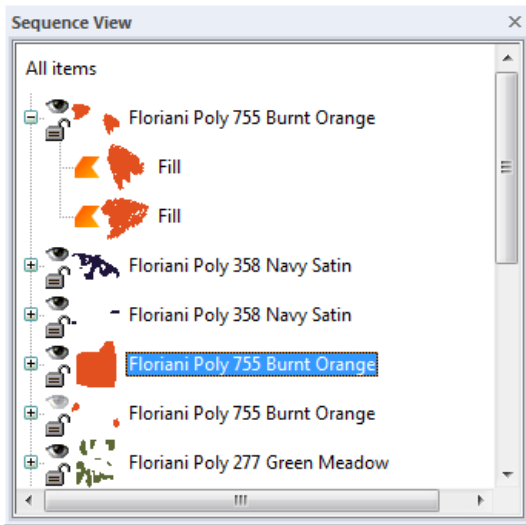 Sequence View
All items
Floriani Poly 755 Burnt Orange
Fill
Fill
Floriani Poly 358 Navy Satin
Floriani Poly 358 Navy Satin
Floriani Poly 755 Burnt Orange
Floriani Poly 755 Burnt Orange
Floriani Poly 277 Green Meadow